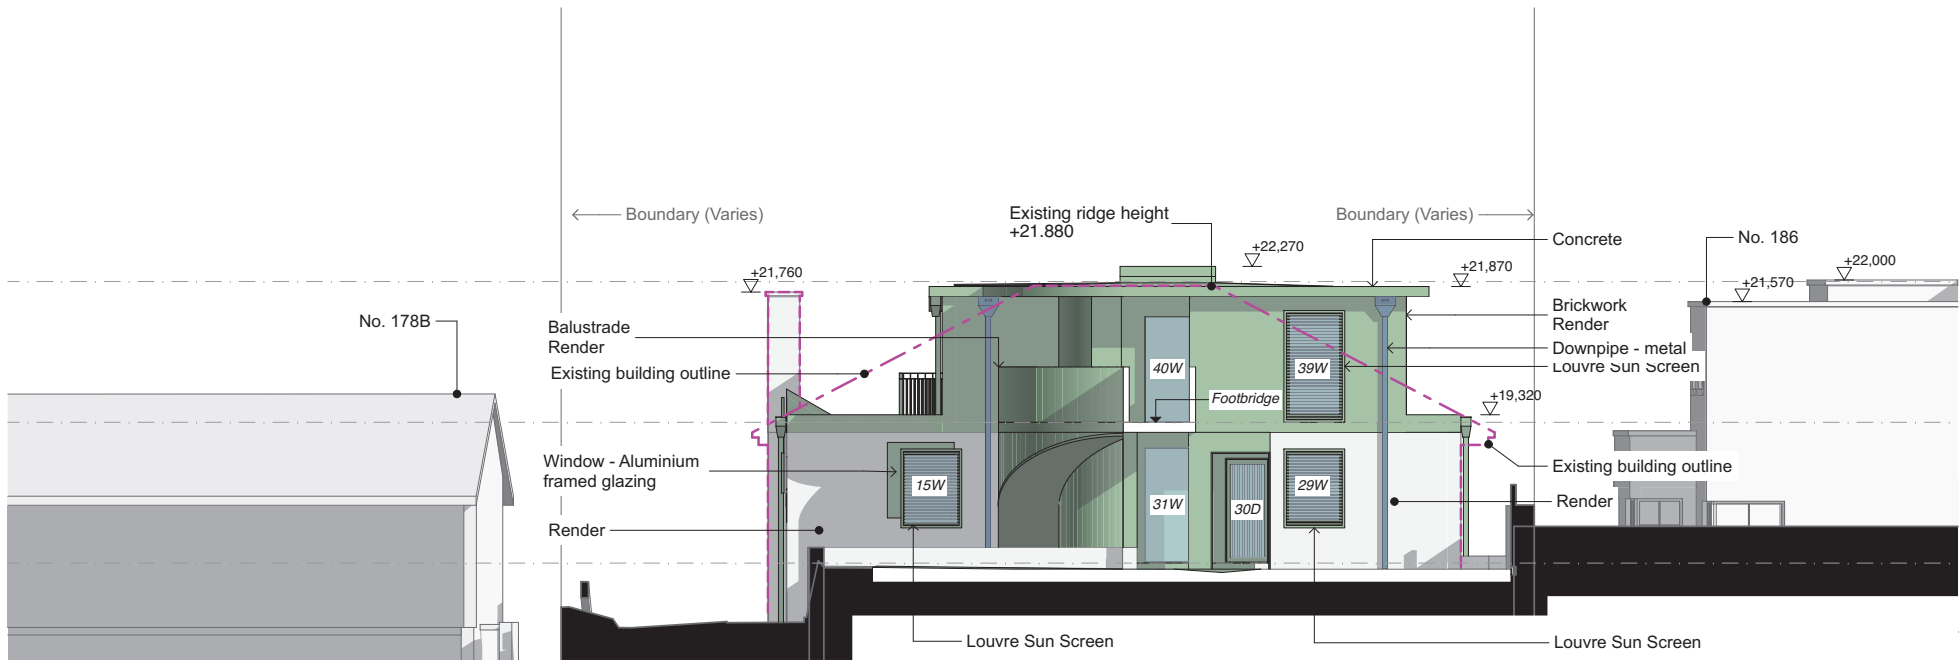 Boundary (Varies)
Existing ridge height
+21.880
Boundary (Varies)
+22,270
Concrete
No. 186
+21,760
+21,870
+22,000
+21,570
No. 178B
Balustrade
Render
Brickwork
Render
Downpipe - metal
Louvre Sun Screen
Existing building outline
40W
39W
Footbridge
+19,320
Window - Aluminium
framed glazing
Existing building outline
15W
29W
31W
30D
Render
Render
Louvre Sun Screen
Louvre Sun Screen